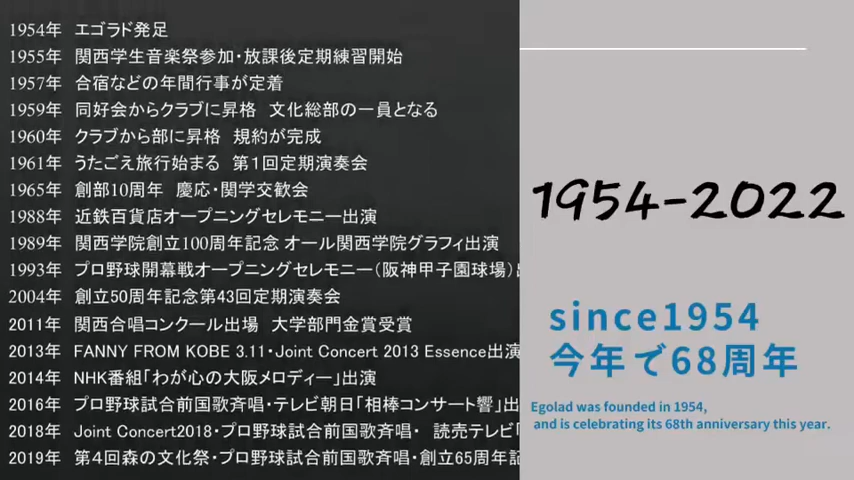 1954年 エゴラド発足
1955年 関西学生音楽祭参加・放課後定期練習開始
1957年 合宿などの年間行事が定着
1959年 同好会からクラブに昇格 文化総部の一員となる
1960年 クラブから部に昇格 規約が完成
1961年 うたごえ旅行始まる 第１回定期演奏会
1965年 創部10周年 慶応・関学交歓会
1988年 近鉄百貨店オープニングセレモニー出演
1989年 関西学院創立100周年記念 オール関西学院グラフィ出演
1993年 プロ野球開幕戦オープニングセレモニー（阪神甲子園球場）
2004年 創立50周年記念第43回定期演奏会
2011年 関西合唱コンクール出場 大学部門金賞受賞
2013年 FANNY FROM KOBE 3.11・Joint Concert 2013 Essence出演
2014年 NHK番組「わが心の大阪メロディー」出演
2016年 プロ野球試合前国歌斉唱・テレビ朝日「相棒コンサート響」出
2018年 Joint Concert2018・プロ野球試合前国歌斉唱・ 読売テレビ「
2019年 第４回森の文化祭・プロ野球試合前国歌斉唱・創立65周年記
1954-2022
since1954
今年で68周年
Egolad was founded in 1954,
and is celebrating its 68th anniversary this year.